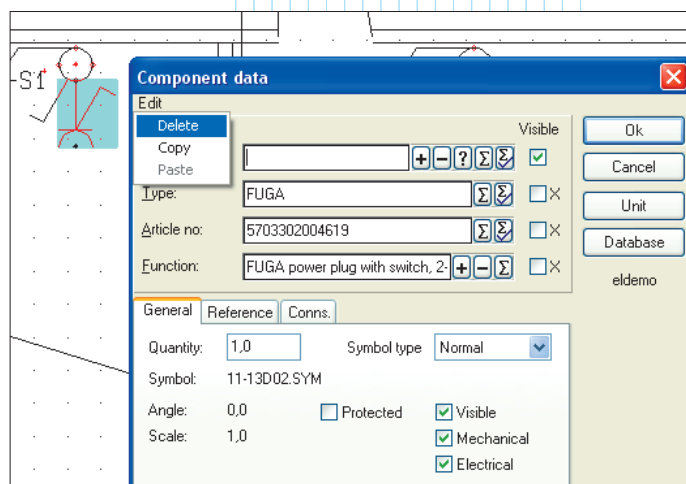 -S1
Component data
Edit
Delete
Copy
Paste
Visible
+ - ? Σ Σ
Type: FUGA Σ Σ X
Article no: 5703302004619 Σ Σ X
Function: FUGA power plug with switch, 2- + - Σ X
Ok
Cancel
Unit
Database
eldemo
General Reference Conns.
Quantity: 1,0 Symbol type Normal
Symbol: 11-13D02.SYM
Angle: 0,0 Protected Visible
Scale: 1,0 Mechanical
Electrical